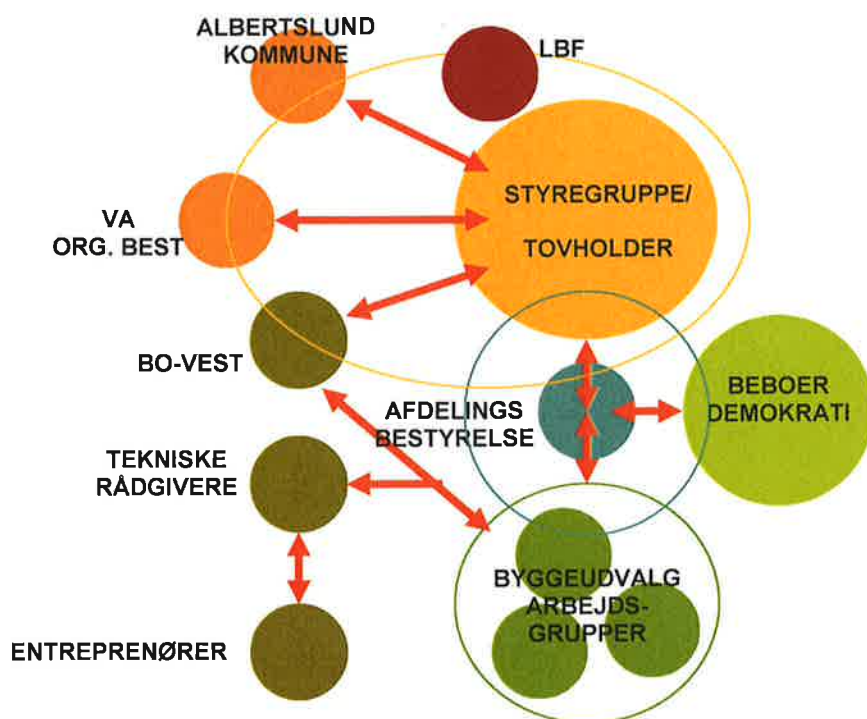 ALBERTSLUND
KOMMUNE
LBF
STYREGRUPPE/
TOVHOLDER
VA
ORG. BEST
BO-VEST
AFDELINGS
BESTYRELSE
BEBOER
DEMOKRATI
TEKNISKE
RÅDGIVERE
BYGGEUDVALG
ARBEJDS-
GRUPPER
ENTREPRENØRER